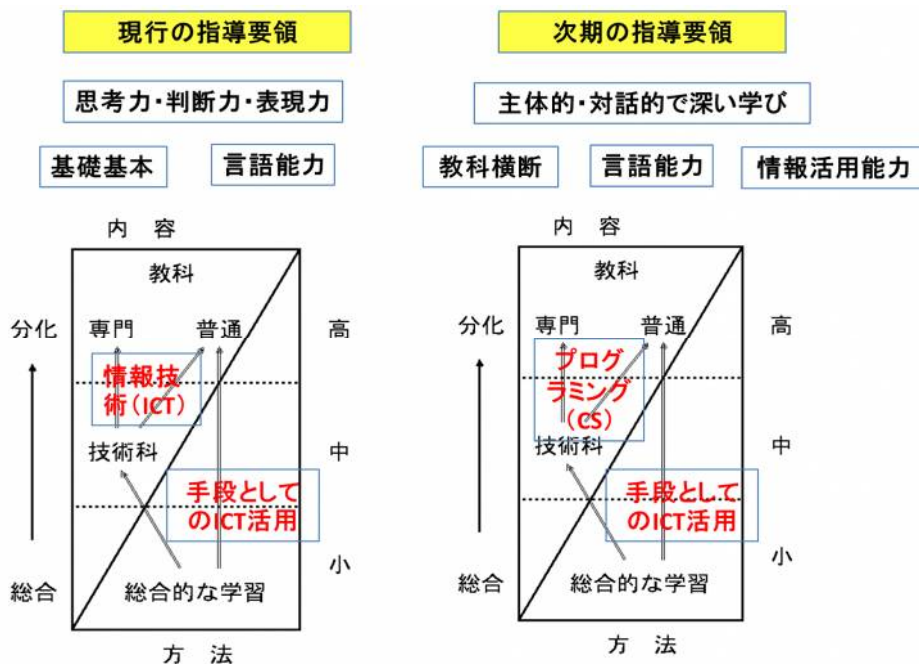 現行の指導要領
思考力・判断力・表現力
基礎基本
言語能力
内 容
教科
分化
専門
普通
高
情報技
術(ICT)
技術科
中
手段として
のICT活用
小
総合
総合的な学習
方 法
次期の指導要領
主体的・対話的で深い学び
教科横断
言語能力
情報活用能力
内 容
教科
分化
専門
普通
高
プログ
ラミング
(CS)
技術科
中
手段として
のICT活用
小
総合
総合的な学習
方 法